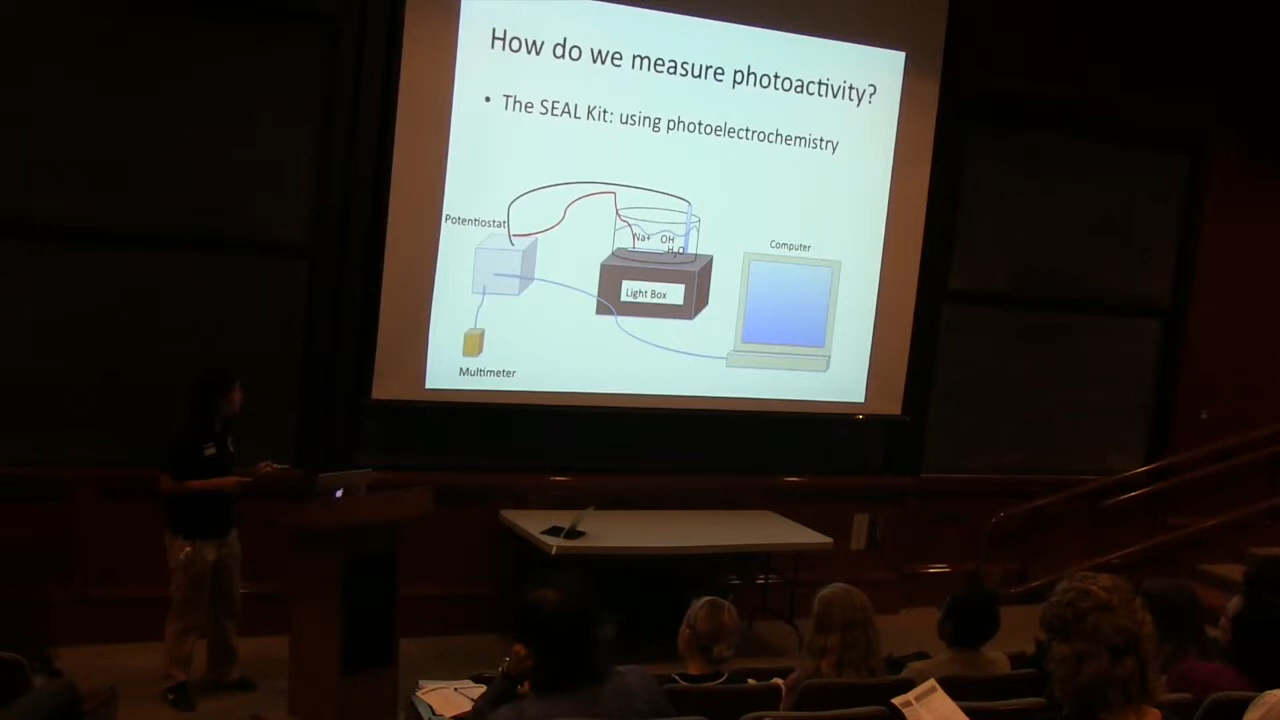 How do we measure photoactivity?
• The SEAL Kit: using photoelectrochemistry
Potentiostat
Na+ OH
H₂O
Computer
Light Box
Multimeter